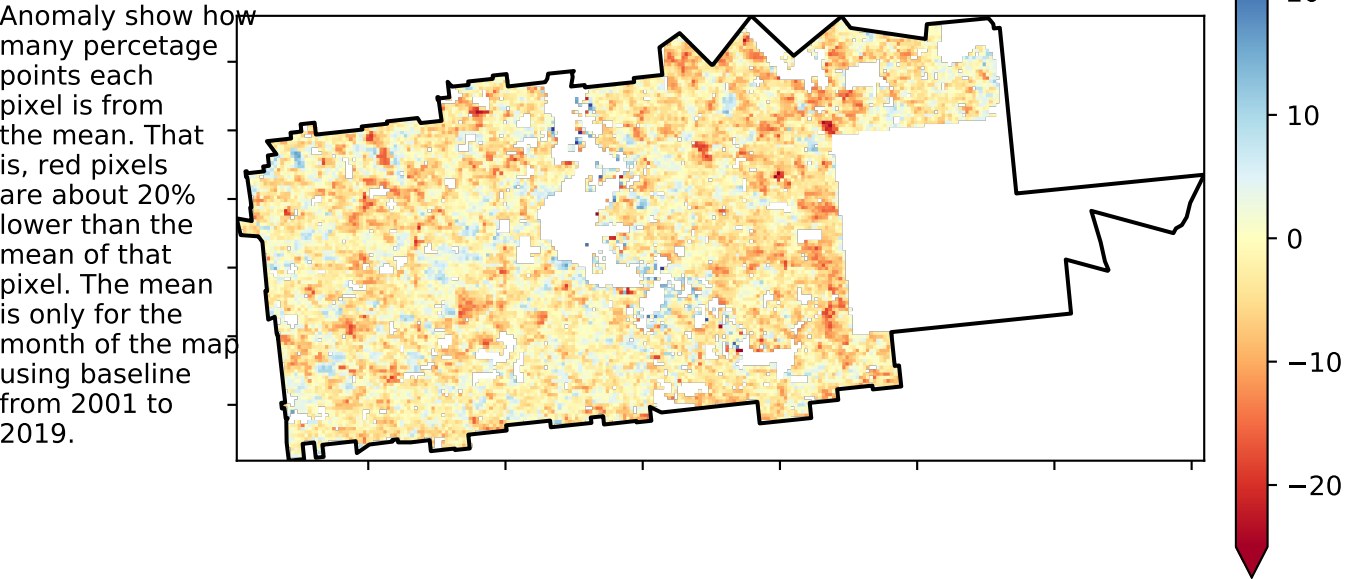 Anomaly show how
many percetage
points each
pixel is from
the mean. That
is, red pixels
are about 20%
lower than the
mean of that
pixel. The mean
is only for the
month of the map
using baseline
from 2001 to
2019.
10
0
−10
−20